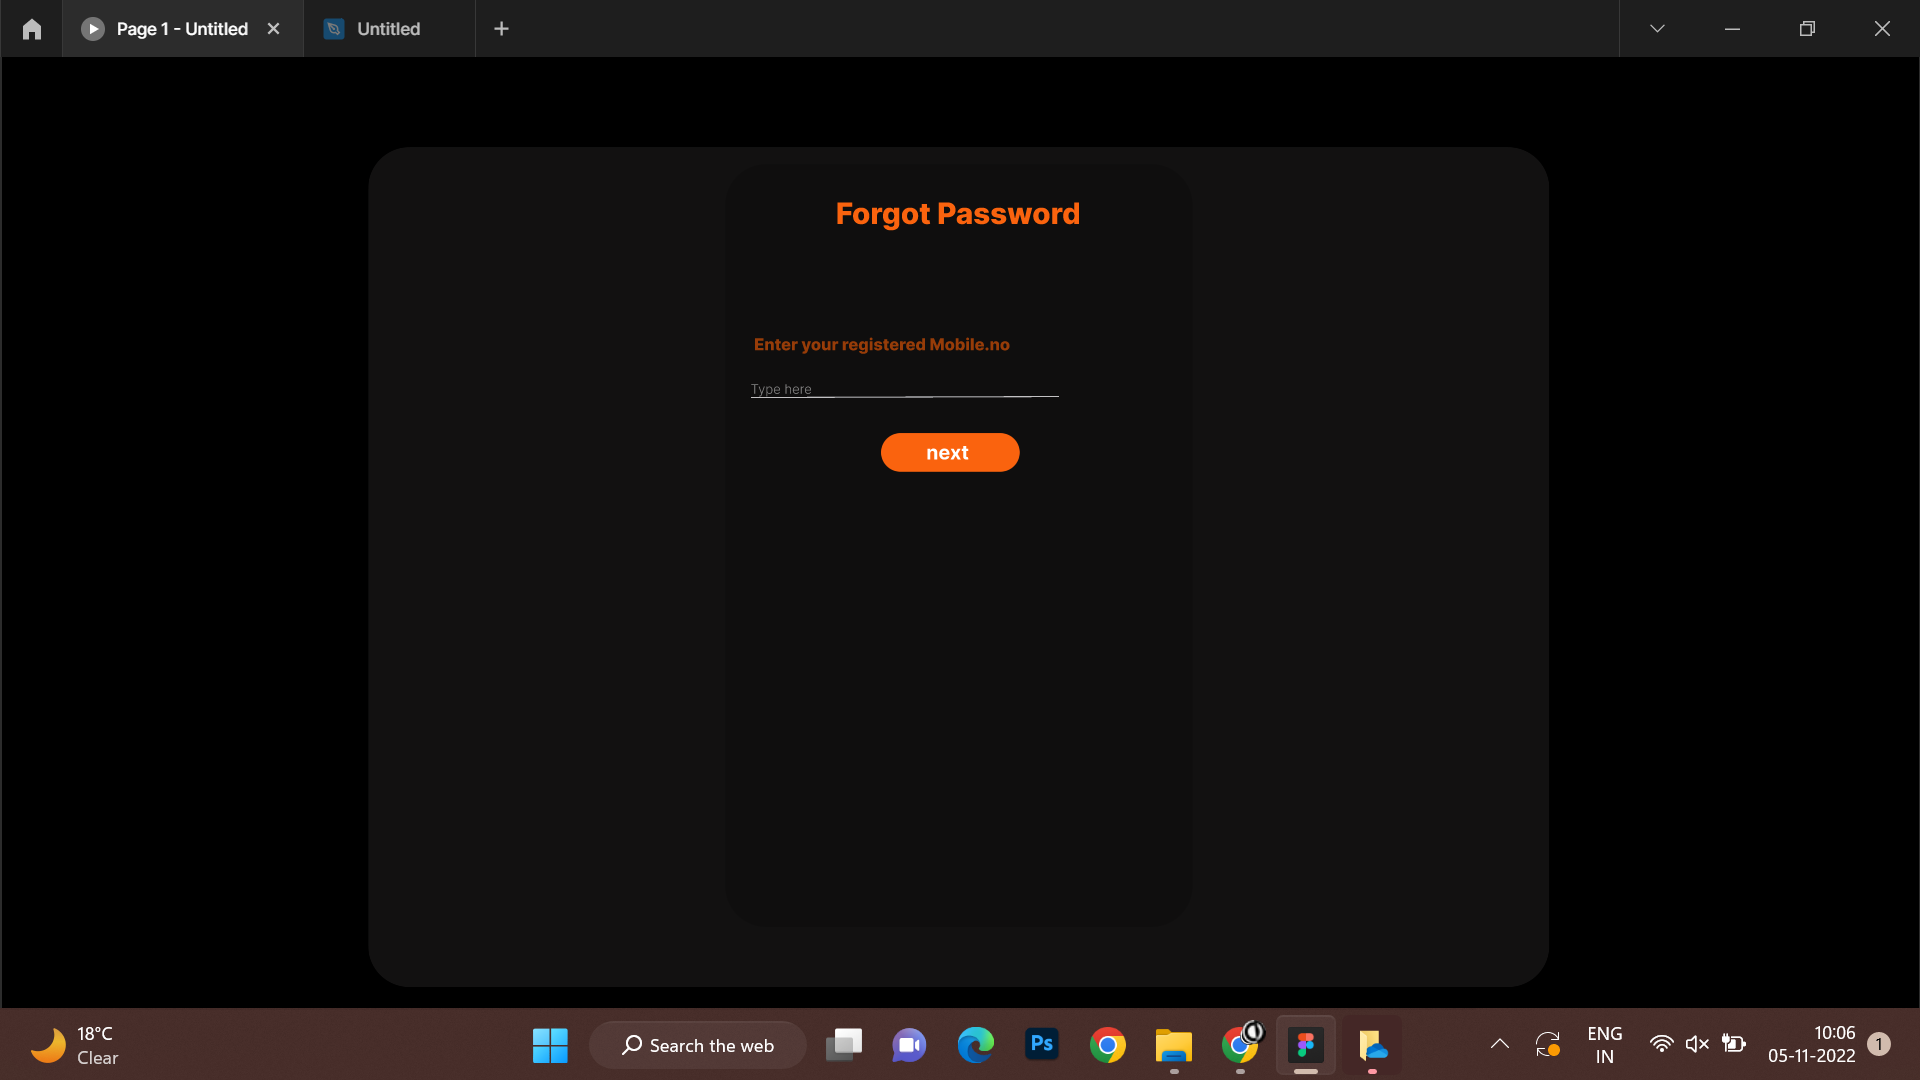 Page 1 - Untitled
Untitled
Forgot Password
Enter your registered Mobile.no
Type here
next
18°C
Clear
Search the web
Ps
ENG
IN
10:06
05-11-2022
1